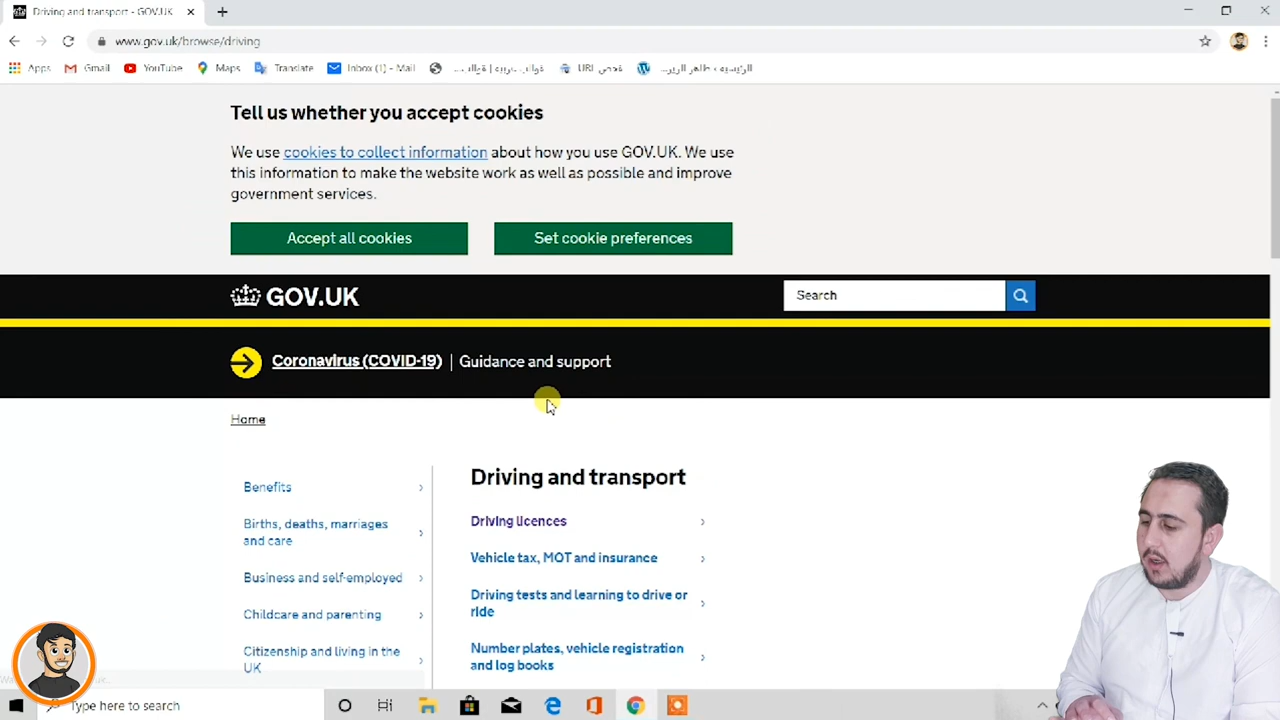 Driving and transport - GOV.UK
www.gov.uk/browse/driving
Apps
Gmail
YouTube
Maps
Translate
Inbox (1) - Mail
فحص URL
Tell us whether you accept cookies
We use cookies to collect information about how you use GOV.UK. We use
this information to make the website work as well as possible and improve
government services.
Accept all cookies
Set cookie preferences
GOV.UK
Search
Coronavirus (COVID-19) | Guidance and support
Home
Benefits
Births, deaths, marriages
and care
Business and self-employed
Childcare and parenting
Citizenship and living in the
UK
Driving and transport
Driving licences
Vehicle tax, MOT and insurance
Driving tests and learning to drive or
ride
Number plates, vehicle registration
and log books
Type here to search